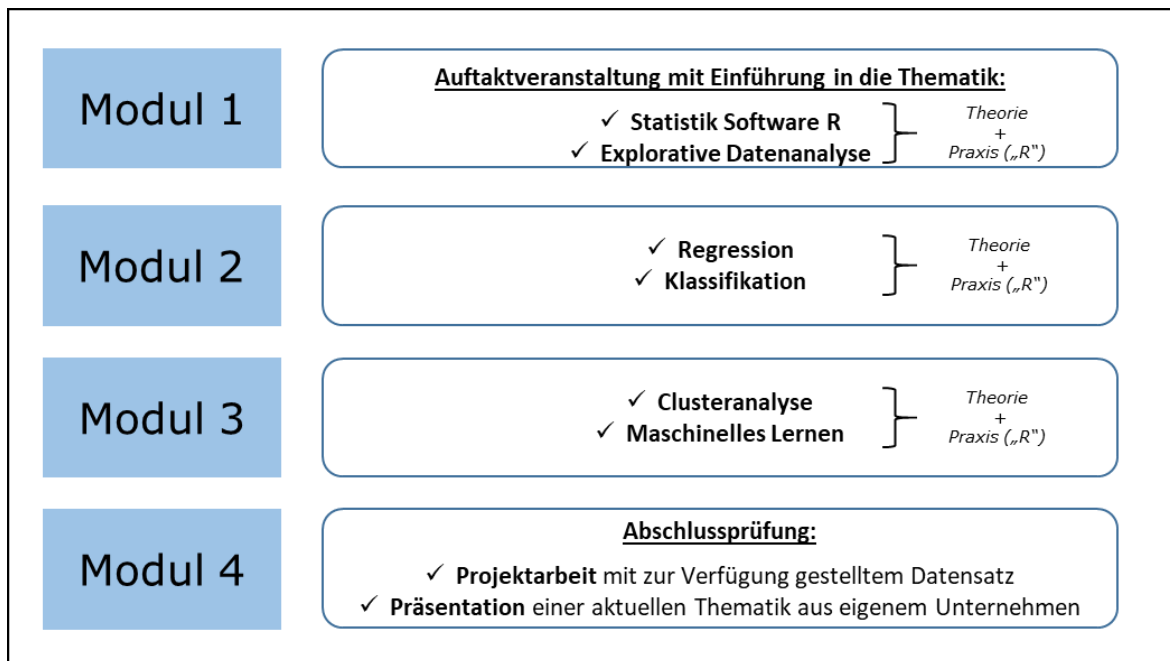 Modul 1
Auftaktveranstaltung mit Einführung in die Thematik:
✓ Statistik Software R
✓ Explorative Datenanalyse
Theorie
+
Praxis („R“)
Modul 2
✓ Regression
✓ Klassifikation
Theorie
+
Praxis („R“)
Modul 3
✓ Clusteranalyse
✓ Maschinelles Lernen
Theorie
+
Praxis („R“)
Modul 4
Abschlussprüfung:
✓ Projektarbeit mit zur Verfügung gestelltem Datensatz
✓ Präsentation einer aktuellen Thematik aus eigenem Unternehmen